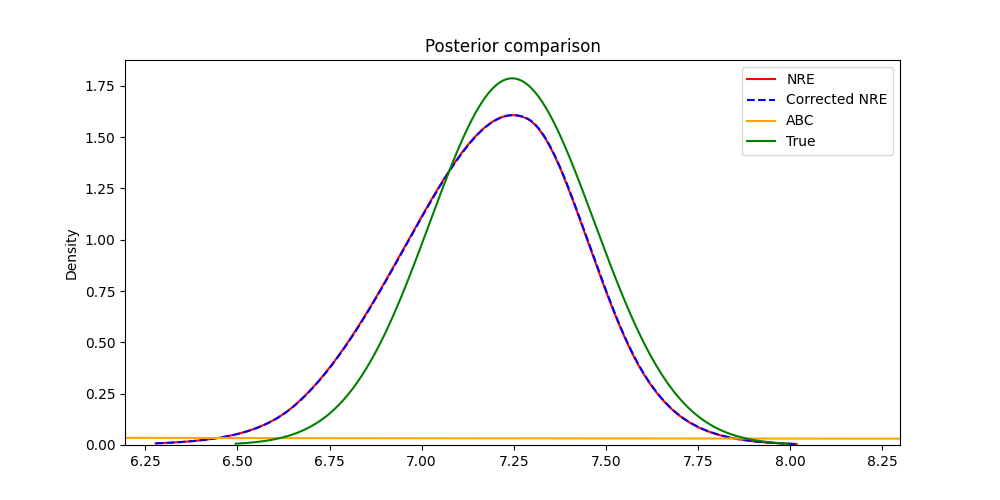 Posterior comparison
NRE
Corrected NRE
ABC
True
Density
1.75
1.50
1.25
1.00
0.75
0.50
0.25
0.00
6.25 6.50 6.75 7.00 7.25 7.50 7.75 8.00 8.25